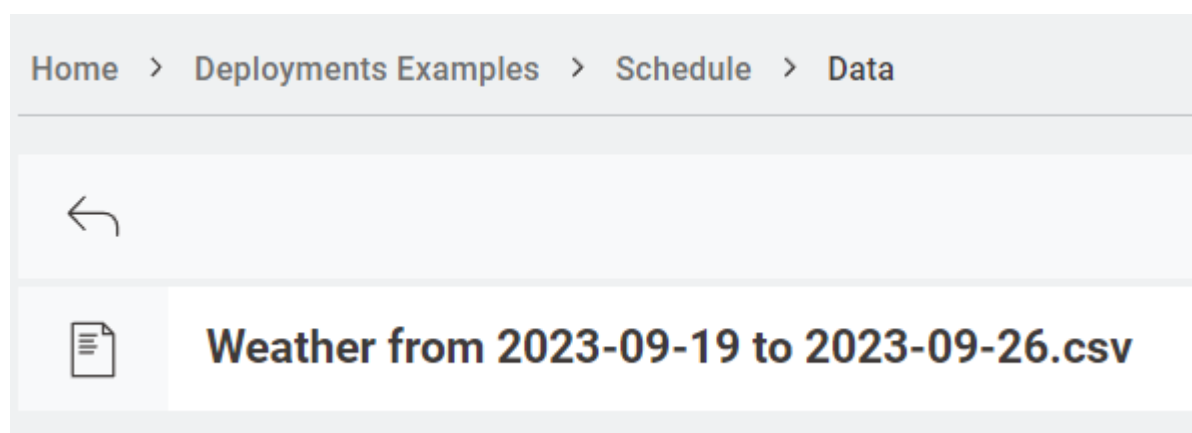 Home > Deployments Examples > Schedule > Data
Weather from 2023-09-19 to 2023-09-26.csv